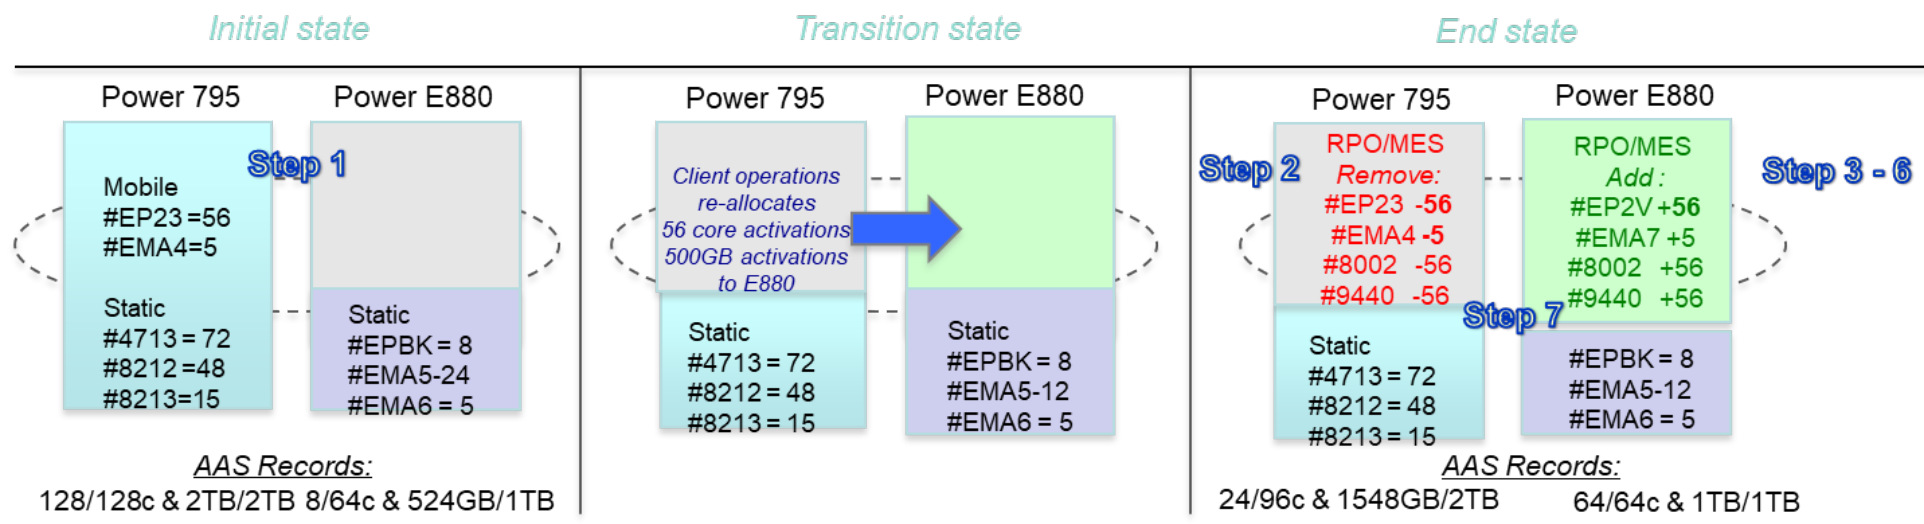 Initial state
Power 795
Power E880
Step 1
Mobile
#EP23 =56
#EMA4=5
Static
#4713 = 72
#8212 =48
#8213=15
Static
#EPBK = 8
#EMA5-24
#EMA6 = 5
AAS Records:
128/128c & 2TB/2TB 8/64c & 524GB/1TB
Transition state
Power 795
Power E880
Client operations
re-allocates
56 core activations
500GB activations
to E880
Static
#4713 = 72
#8212 = 48
#8213 = 15
Static
#EPBK = 8
#EMA5-12
#EMA6 = 5
End state
Power 795
Power E880
Step 2
RPO/MES
Remove:
#EP23 -56
#EMA4 -5
#8002 -56
#9440 -56
RPO/MES
Add :
#EP2V +56
#EMA7 +5
#8002 +56
#9440 +56
Step 3 - 6
Step 7
Static
#4713 = 72
#8212 = 48
#8213 = 15
#EPBK = 8
#EMA5-12
#EMA6 = 5
AAS Records:
24/96c & 1548GB/2TB
64/64c & 1TB/1TB